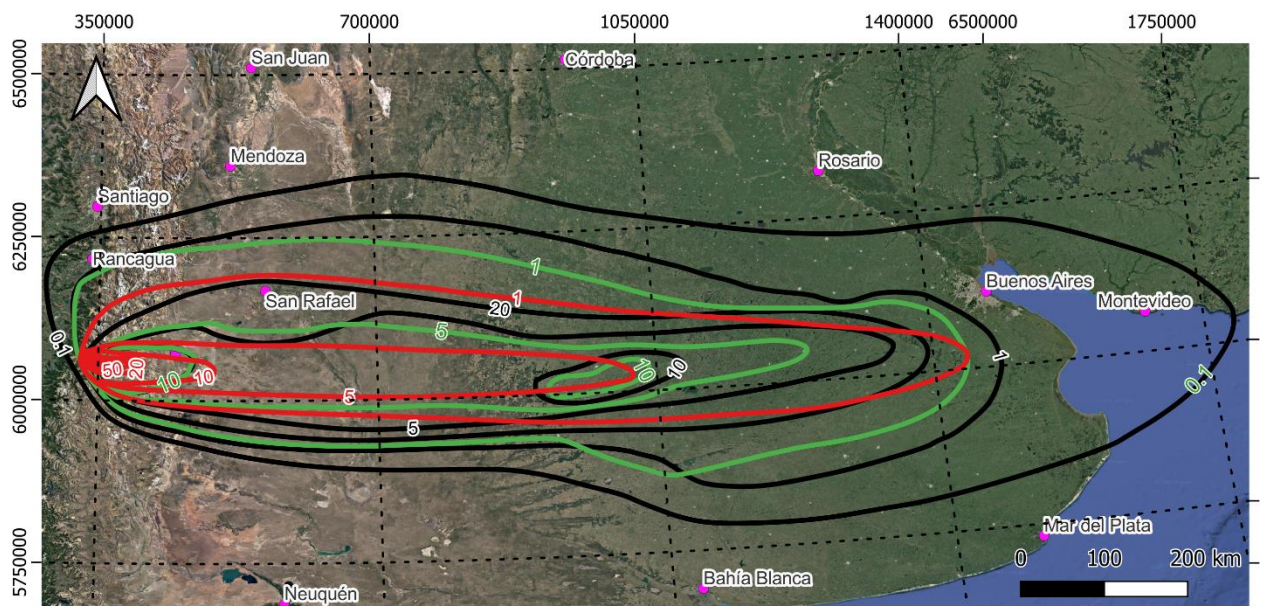 350000 700000 1050000 1400000 6500000 1750000
6500000
San Juan
Córdoba
Mendoza
Rosario
Santiago
6250000
Rancagua
1
San Rafael
1
Buenos Aires
20
Montevideo
5
0.1
1
50 20 10 10
10 10
0.1
5
6000000
5
Mar del Plata
0 100 200 km
5750000
Bahía Blanca
Neuquén